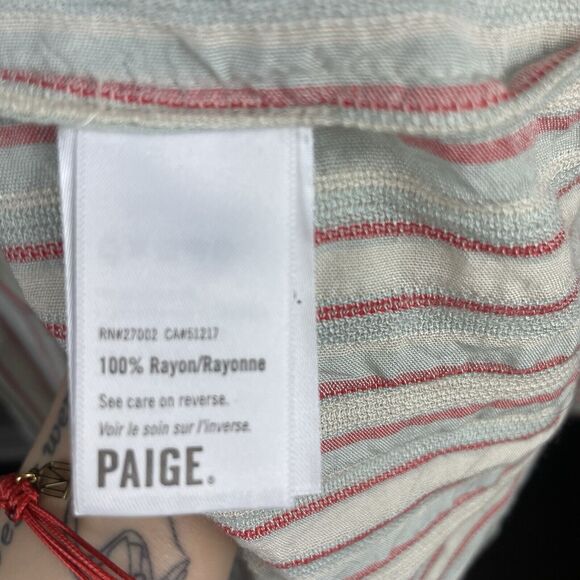 RN#27002 CA#51217
100% Rayon/Rayonne
See care on reverse.
Voir le soin sur l'inverse.
PAIGE.